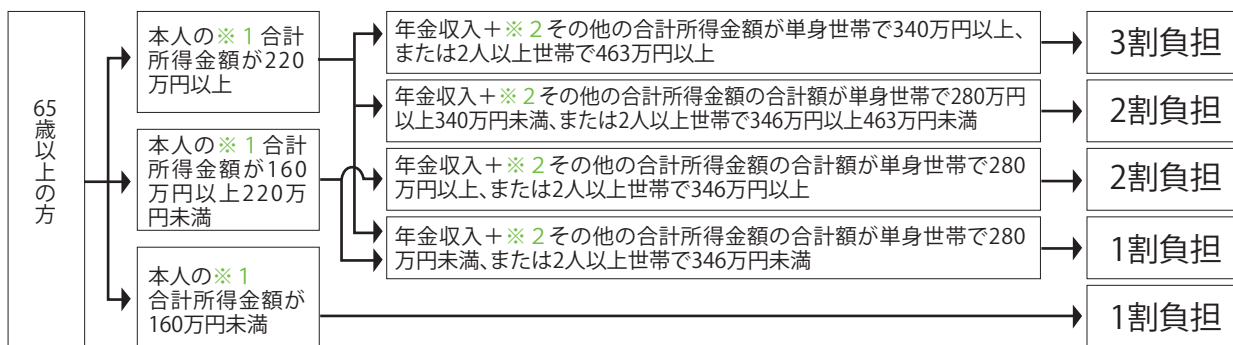 65歳以上の方
本人の※1合計
所得金額が220
万円以上
本人の※1合計
所得金額が160
万円以上220万
円未満
本人の※1
合計所得金額が
160万円未満
年金収入＋※2その他の合計所得金額が単身世帯で340万円以上、
または2人以上世帯で463万円以上
年金収入＋※2その他の合計所得金額の合計額が単身世帯で280万円
以上340万円未満、または2人以上世帯で346万円以上463万円未満
年金収入＋※2その他の合計所得金額の合計額が単身世帯で280
万円以上、または2人以上世帯で346万円以上
年金収入＋※2その他の合計所得金額の合計額が単身世帯で280
万円未満、または2人以上世帯で346万円未満
3割負担
2割負担
2割負担
1割負担
1割負担